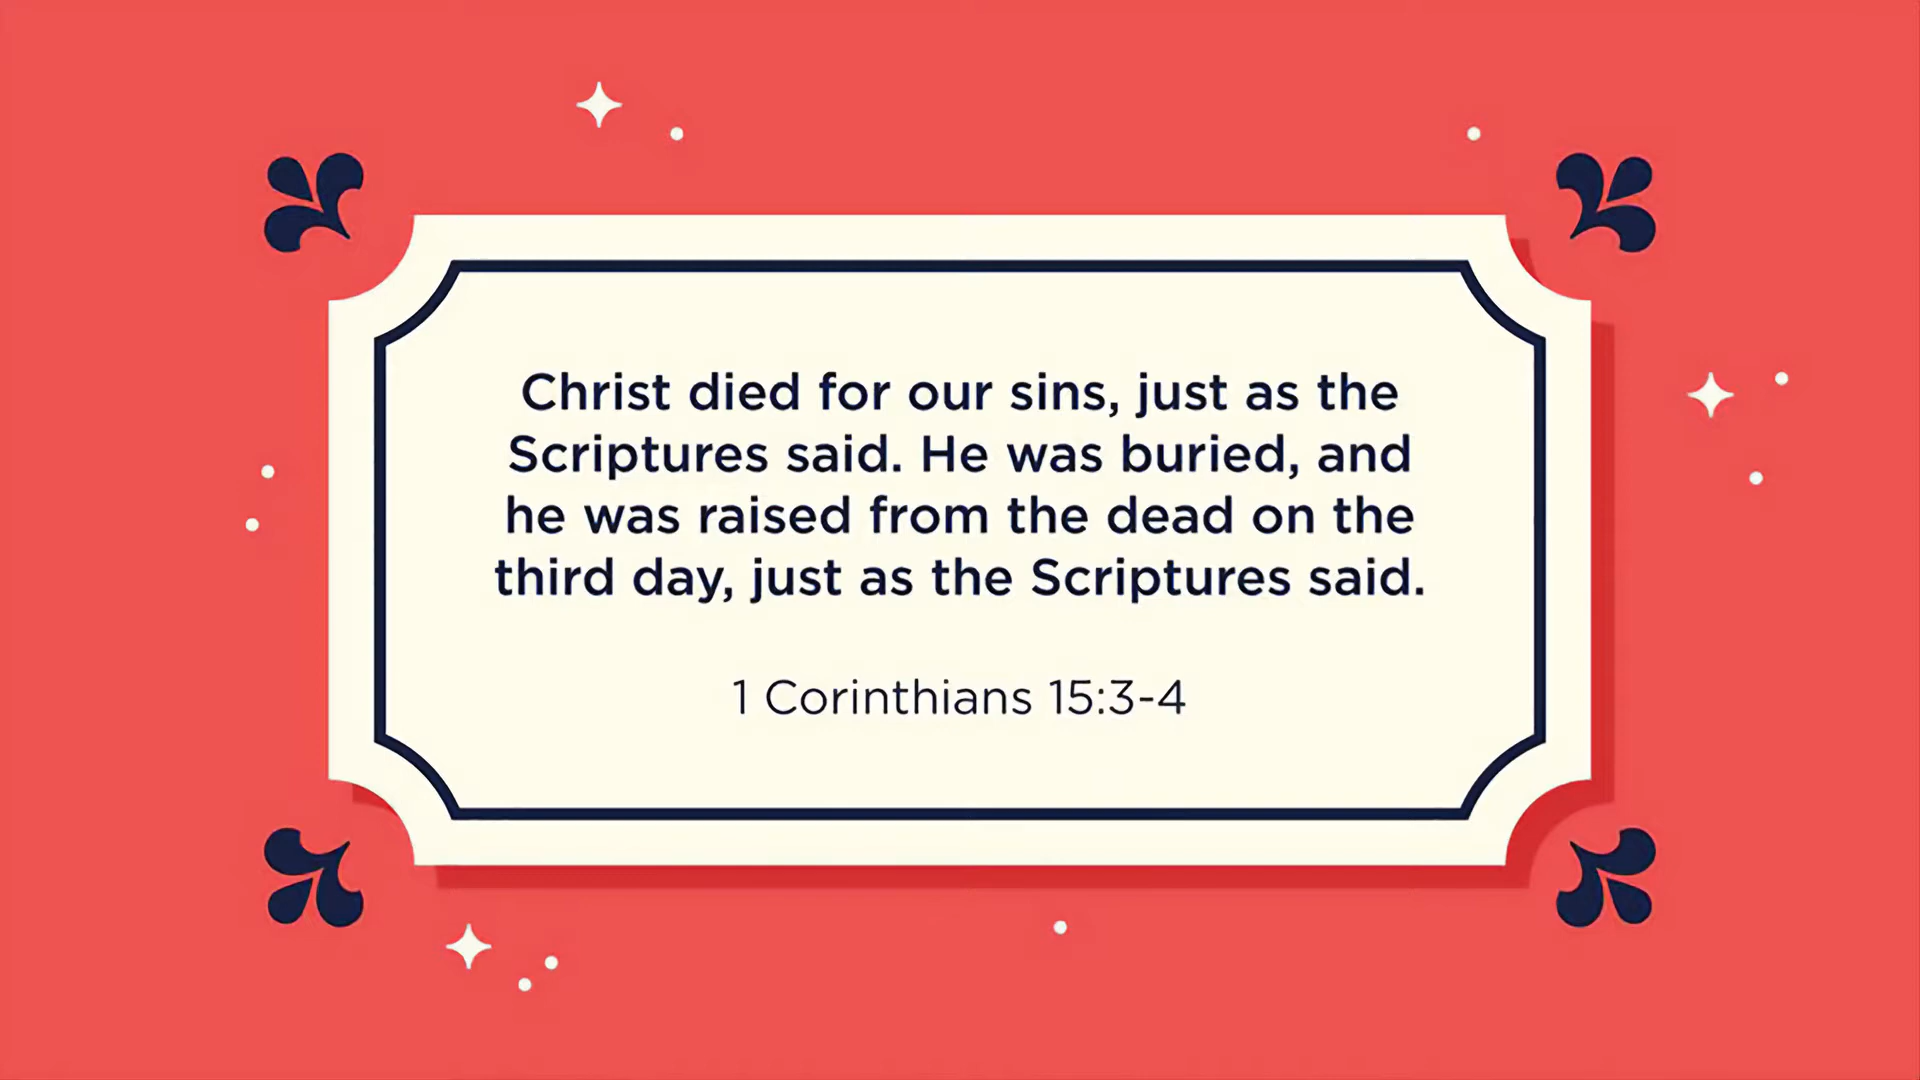 Christ died for our sins, just as the
Scriptures said. He was buried, and
he was raised from the dead on the
third day, just as the Scriptures said.
1 Corinthians 15:3-4